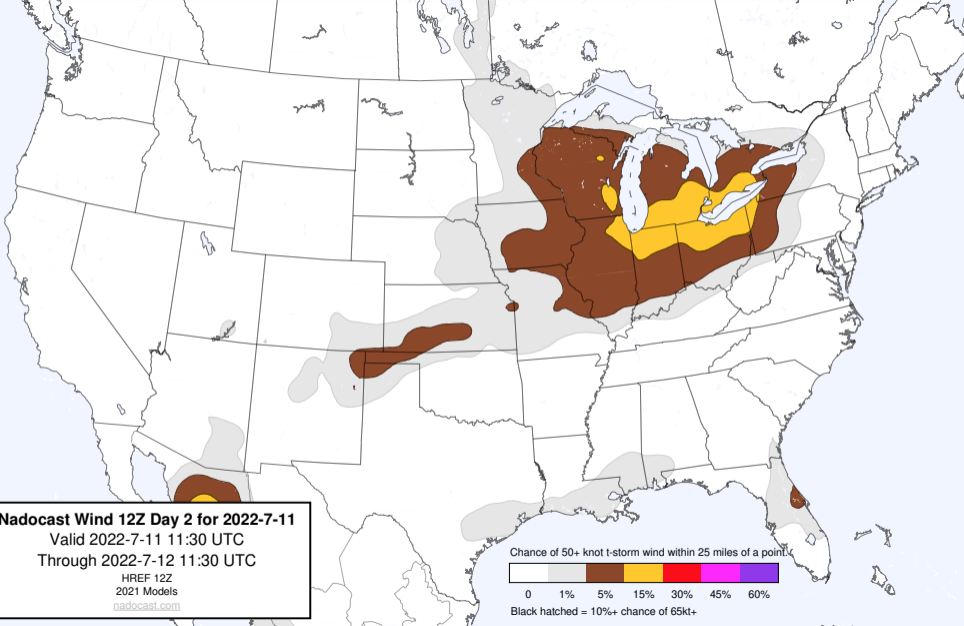 Nadocast Wind 12Z Day 2 for 2022-7-11
Valid 2022-7-11 11:30 UTC
Through 2022-7-12 11:30 UTC
HREF 12Z
2021 Models
nadocast.com
Chance of 50+ knot t-storm wind within 25 miles of a point.
0 1% 5% 15% 30% 45% 60%
Black hatched = 10%+ chance of 65kt+